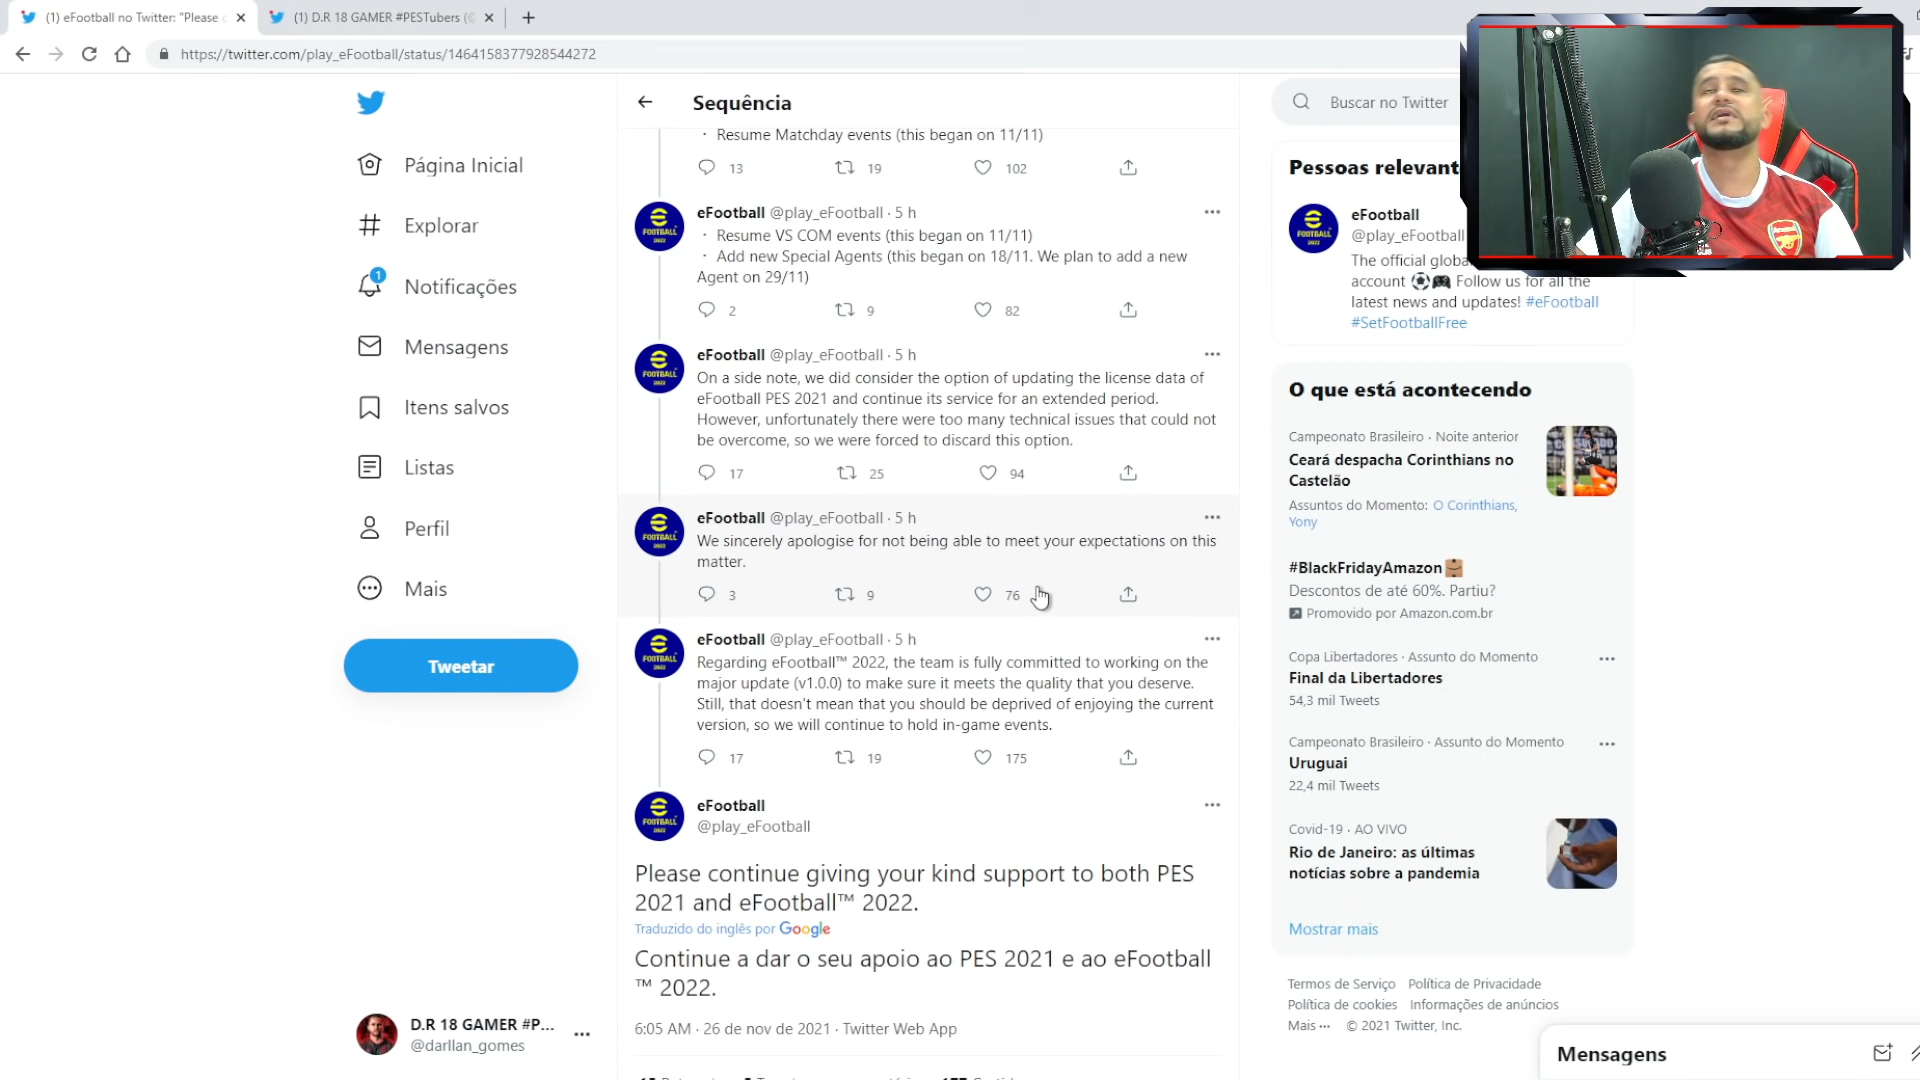 (1) eFootball no Twitter: "Please
(1) D.R 18 GAMER #PESTubers (@
https://twitter.com/play_eFootball/status/1464158377928544272
Página Inicial
Explorar
1
Notificações
Mensagens
Itens salvos
Listas
Perfil
Mais
Tweetar
D.R 18 GAMER #P...
@darllan_gomes
Sequência
· Resume Matchday events (this began on 11/11)
13 19 102
eFootball @play_eFootball · 5 h
· Resume VS COM events (this began on 11/11)
· Add new Special Agents (this began on 18/11. We plan to add a new
Agent on 29/11)
2 9 82
eFootball @play_eFootball · 5 h
On a side note, we did consider the option of updating the license data of
eFootball PES 2021 and continue its service for an extended period.
However, unfortunately there were too many technical issues that could not
be overcome, so we were forced to discard this option.
17 25 94
eFootball @play_eFootball · 5 h
We sincerely apologise for not being able to meet your expectations on this
matter.
3 9 76
eFootball @play_eFootball · 5 h
Regarding eFootball™ 2022, the team is fully committed to working on the
major update (v1.0.0) to make sure it meets the quality that you deserve.
Still, that doesn't mean that you should be deprived of enjoying the current
version, so we will continue to hold in-game events.
17 19 175
eFootball
@play_eFootball
Please continue giving your kind support to both PES
2021 and eFootball™ 2022.
Traduzido do inglês por Google
Continue a dar o seu apoio ao PES 2021 e ao eFootball
™ 2022.
6:05 AM · 26 de nov de 2021 · Twitter Web App
Buscar no Twitter
Pessoas relevant
eFootball
@play_eFootball
The official globa
account Follow us for all the
latest news and updates! #eFootball
#SetFootballFree
O que está acontecendo
Campeonato Brasileiro · Noite anterior
Ceará despacha Corinthians no
Castelão
Assuntos do Momento: O Corinthians,
Yony
#BlackFridayAmazon
Descontos de até 60%. Partiu?
Promovido por Amazon.com.br
Copa Libertadores · Assunto do Momento
Final da Libertadores
54,3 mil Tweets
Campeonato Brasileiro · Assunto do Momento
Uruguai
22,4 mil Tweets
Covid-19 · AO VIVO
Rio de Janeiro: as últimas
notícias sobre a pandemia
Mostrar mais
Termos de Serviço Política de Privacidade
Política de cookies Informações de anúncios
Mais ··· © 2021 Twitter, Inc.
Mensagens